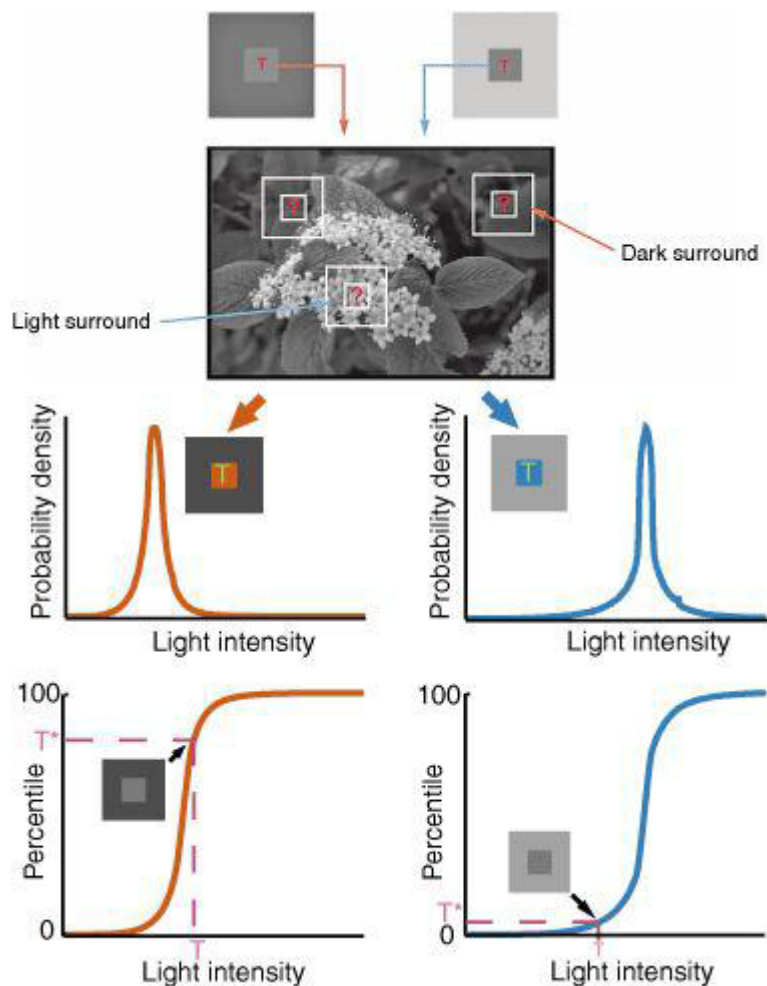 T
T
?
?
?
Dark surround
Light surround
Probability density
T
Light intensity
Probability density
T
Light intensity
100
T*
Percentile
0
T
Light intensity
100
Percentile
T*
0
T
Light intensity